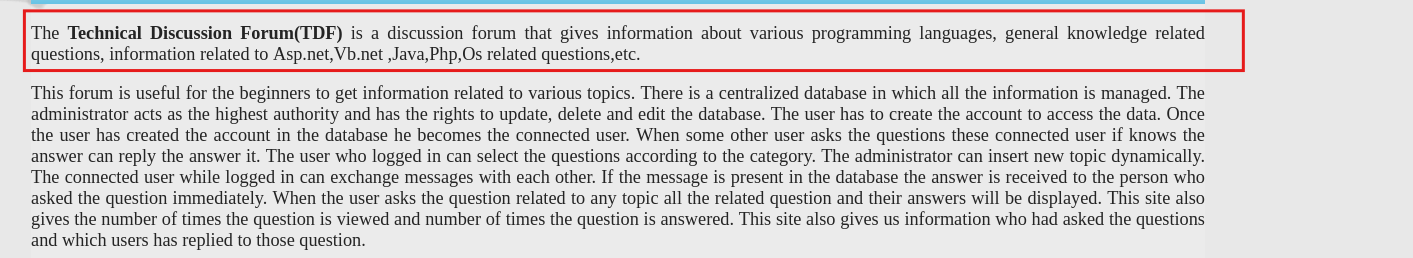 The Technical Discussion Forum(TDF) is a discussion forum that gives information about various programming languages, general knowledge related
questions, information related to Asp.net,Vb.net ,Java,Php,Os related questions,etc.
This forum is useful for the beginners to get information related to various topics. There is a centralized database in which all the information is managed. The
administrator acts as the highest authority and has the rights to update, delete and edit the database. The user has to create the account to access the data. Once
the user has created the account in the database he becomes the connected user. When some other user asks the questions these connected user if knows the
answer can reply the answer it. The user who logged in can select the questions according to the category. The administrator can insert new topic dynamically.
The connected user while logged in can exchange messages with each other. If the message is present in the database the answer is received to the person who
asked the question immediately. When the user asks the question related to any topic all the related question and their answers will be displayed. This site also
gives the number of times the question is viewed and number of times the question is answered. This site also gives us information who had asked the questions
and which users has replied to those question.